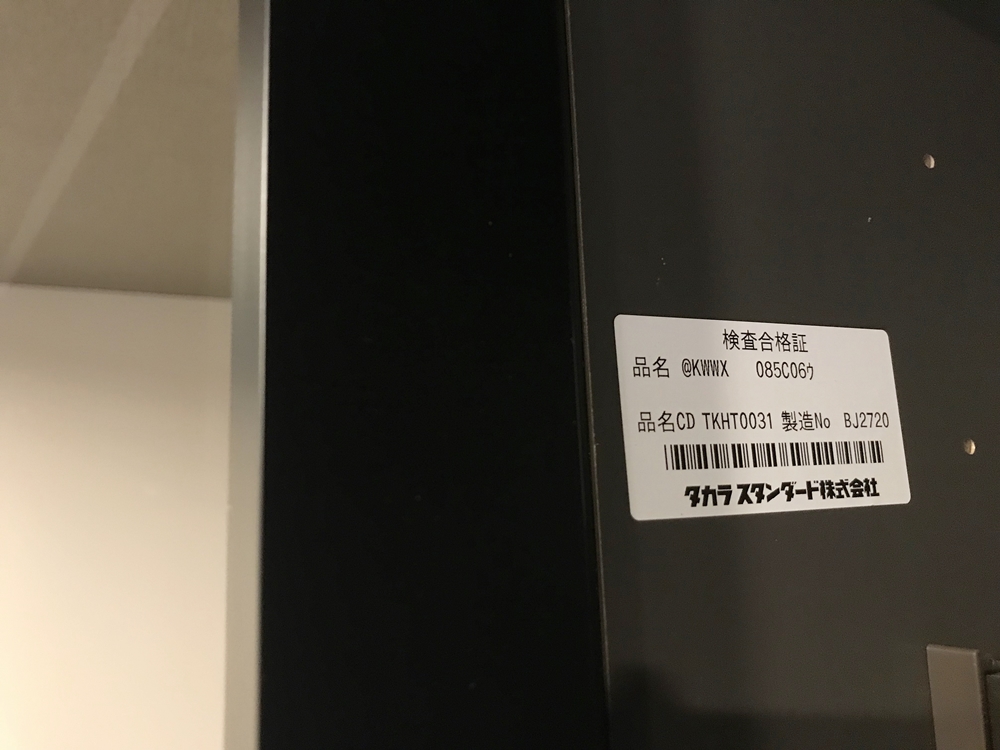 検査合格証
品名 @KWWX 085C06ｳ
品名CD TKHT0031 製造No BJ2720
タカラスタンダード株式会社